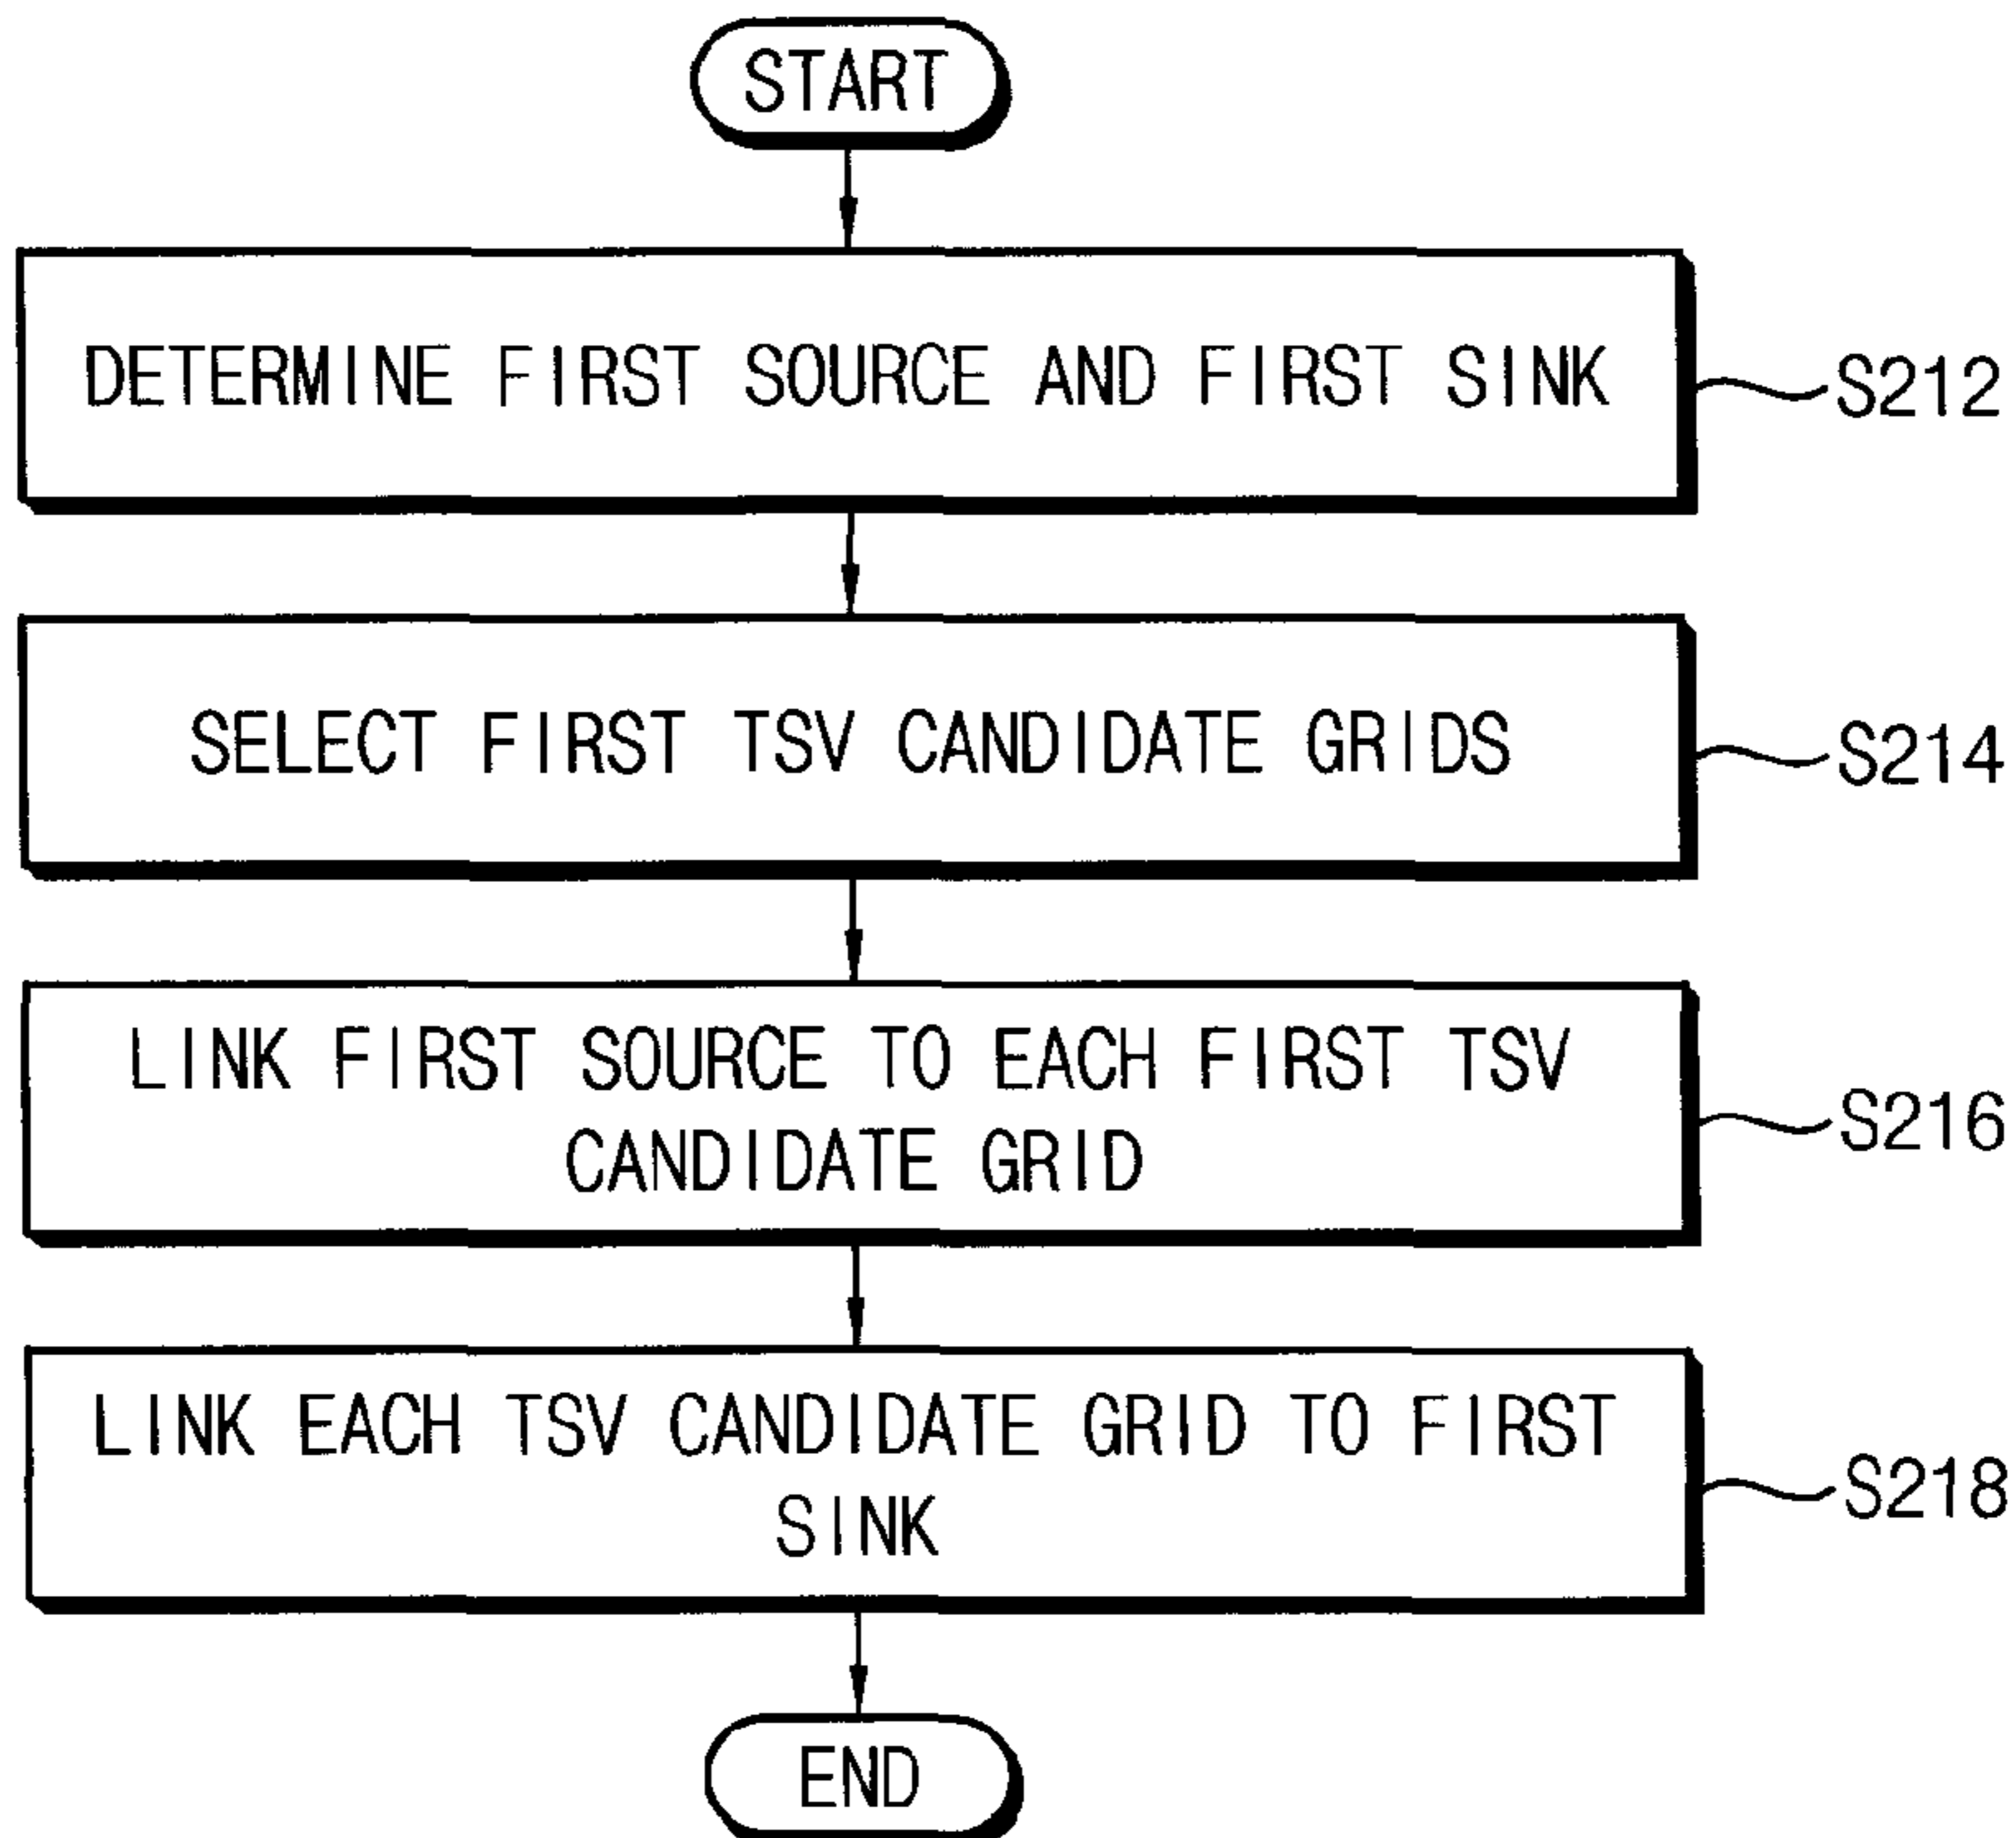 START
DETERMINE FIRST SOURCE AND FIRST SINK
S212
SELECT FIRST TSV CANDIDATE GRIDS
S214
LINK FIRST SOURCE TO EACH FIRST TSV
CANDIDATE GRID
S216
LINK EACH TSV CANDIDATE GRID TO FIRST
SINK
S218
END